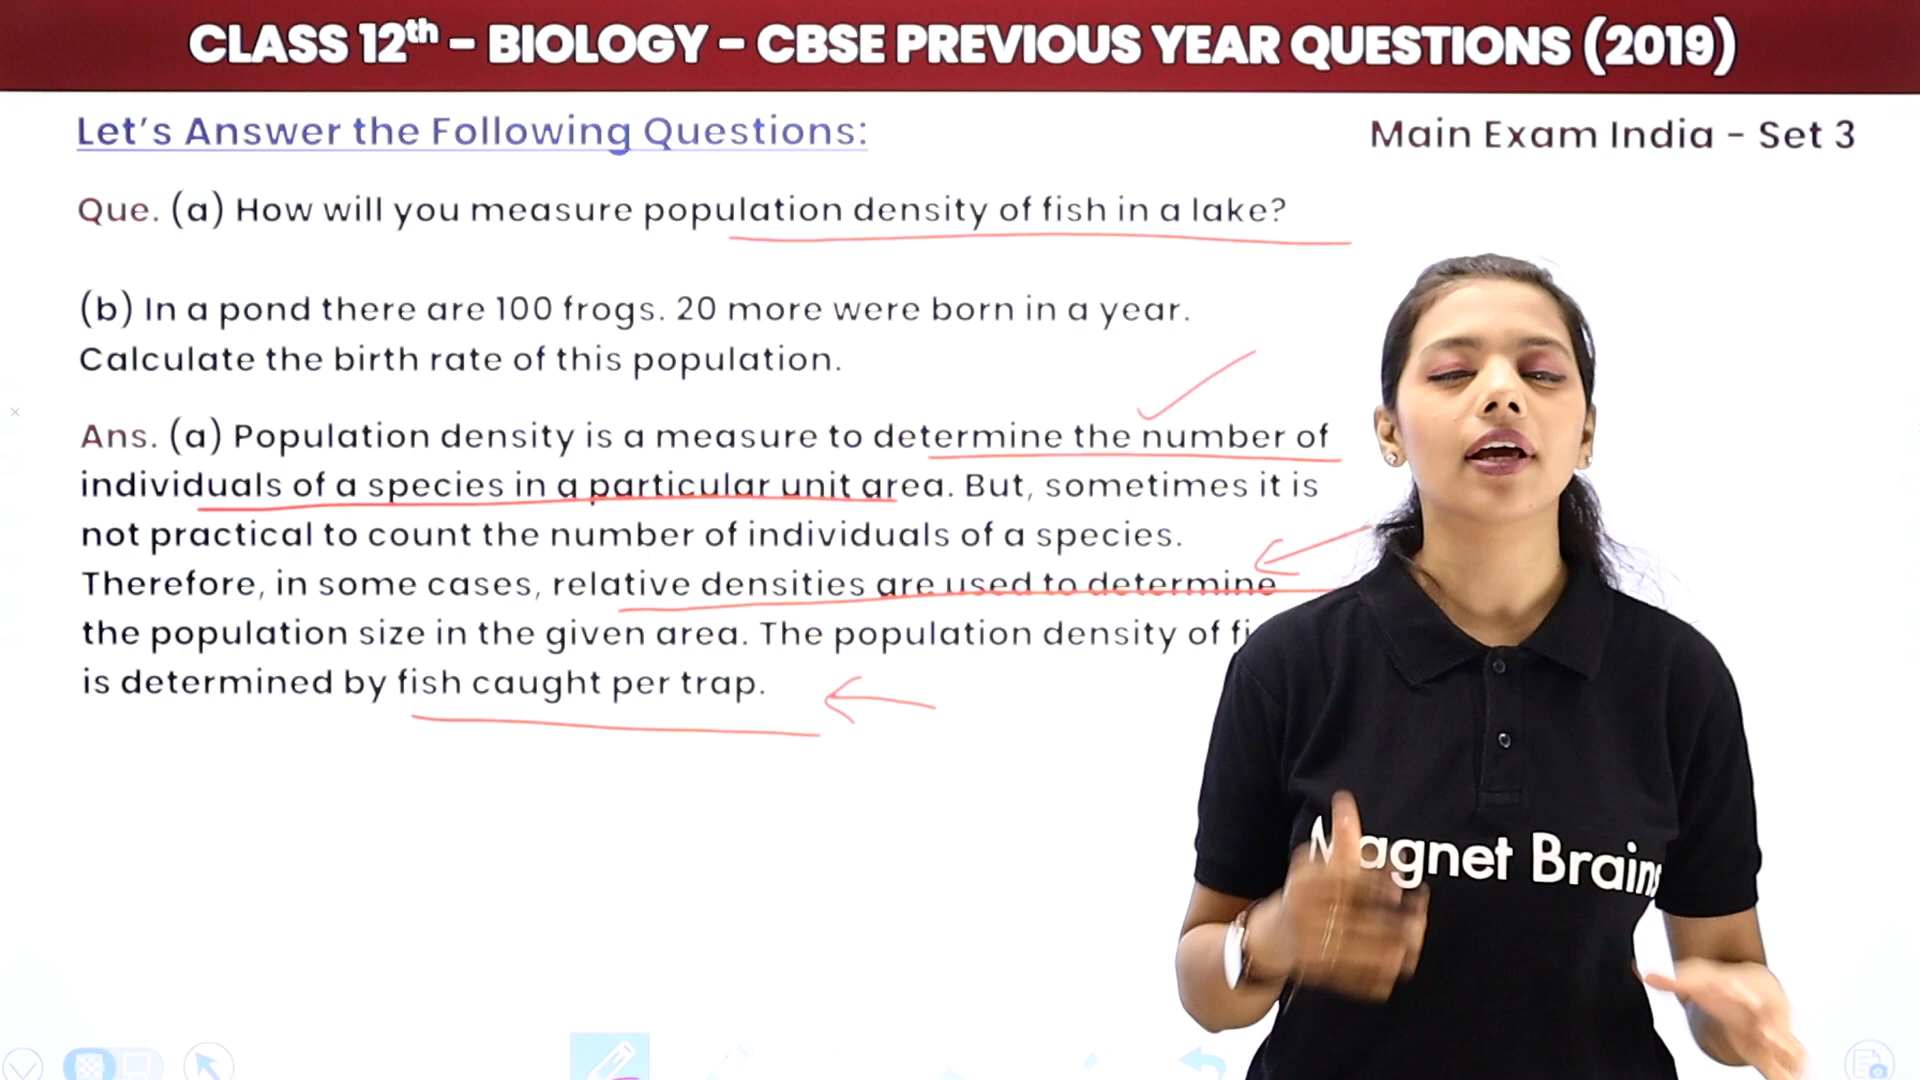 CLASS 12th - BIOLOGY - CBSE PREVIOUS YEAR QUESTIONS (2019)
Let's Answer the Following Questions:
Main Exam India - Set 3
Que. (a) How will you measure population density of fish in a lake?
(b) In a pond there are 100 frogs. 20 more were born in a year.
Calculate the birth rate of this population.
Ans. (a) Population density is a measure to determine the number of
individuals of a species in a particular unit area. But, sometimes it is
not practical to count the number of individuals of a species.
Therefore, in some cases, relative densities are used to determine
the population size in the given area. The population density of
is determined by fish caught per trap.
Magnet Brains